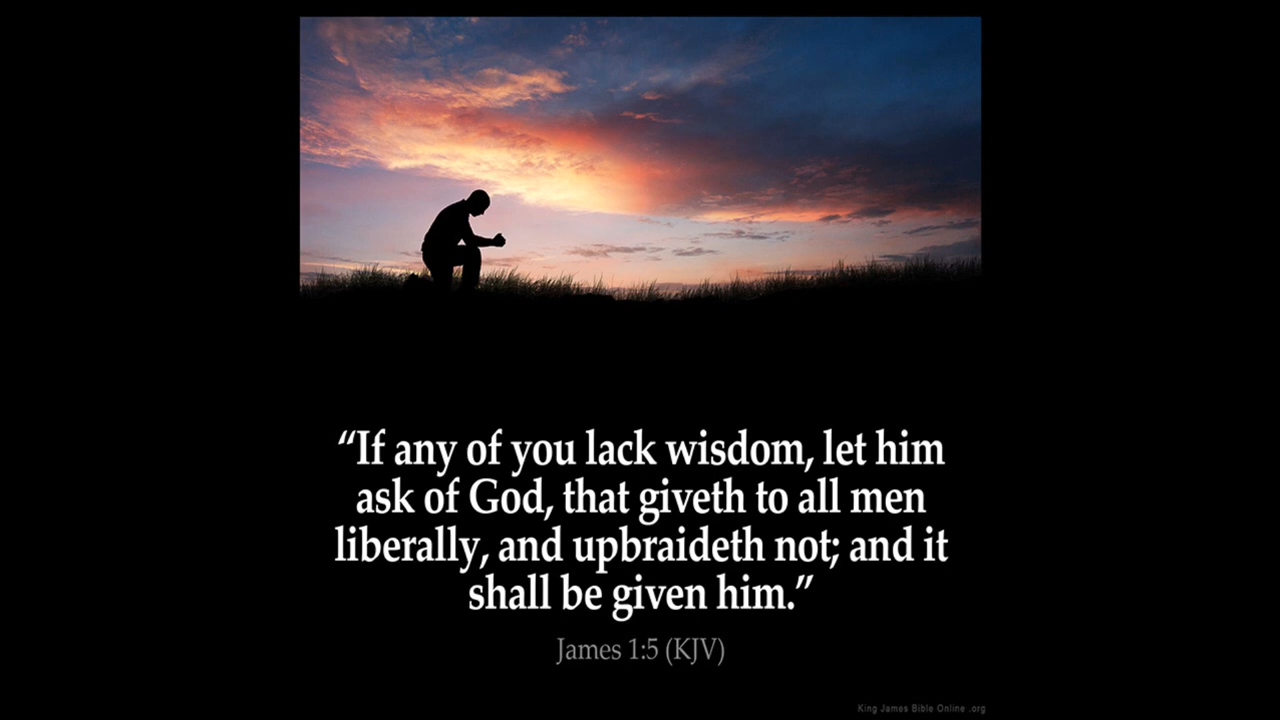 “If any of you lack wisdom, let him
ask of God, that giveth to all men
liberally, and upbraideth not; and it
shall be given him.”
James 1:5 (KJV)
King James Bible Online .org